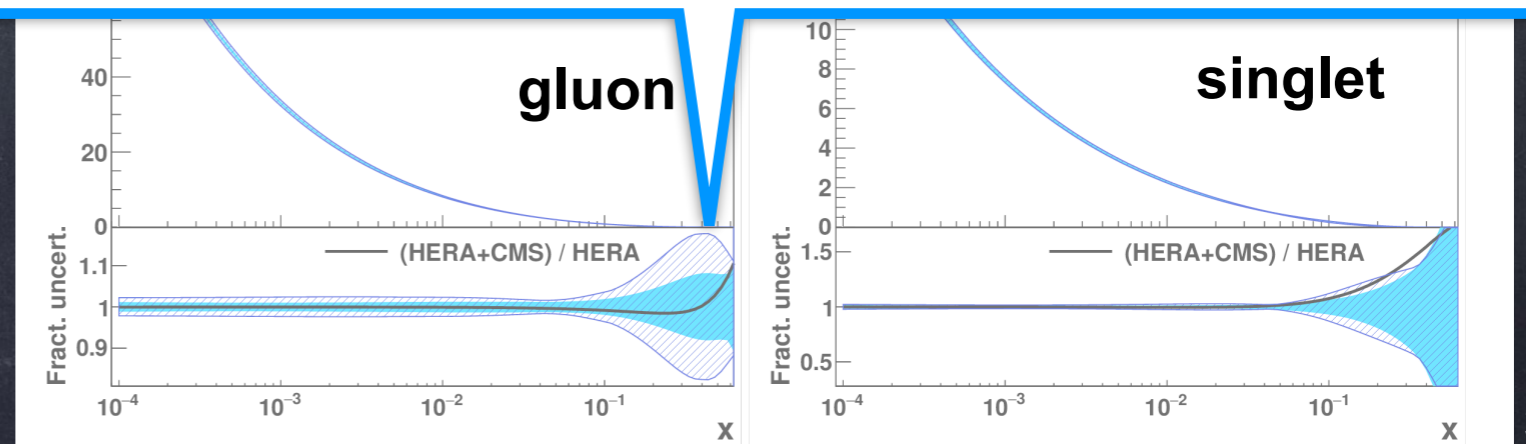 gluon
40
20
0
Fract. uncert.
(HERA+CMS) / HERA
1.1
1
0.9
10⁻⁴ 10⁻³ 10⁻² 10⁻¹
x
singlet
10
8
6
4
2
0
Fract. uncert.
(HERA+CMS) / HERA
1.5
1
0.5
10⁻⁴ 10⁻³ 10⁻² 10⁻¹
x